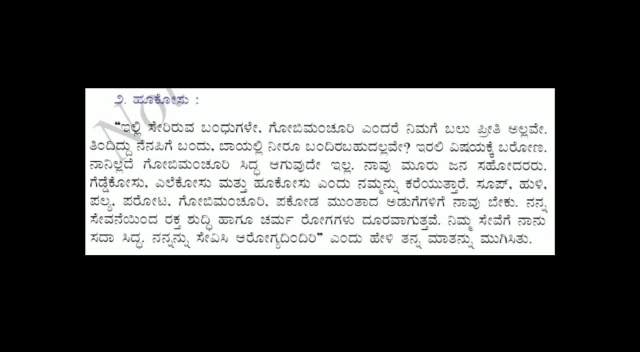 ೨. ಹೂಕೋಸು :
“ಇಲ್ಲಿ ಸೇರಿರುವ ಬಂಧುಗಳೇ, ಗೋಬಿಮಂಚೂರಿ ಎಂದರೆ ನಿಮಗೆ ಬಲು ಪ್ರೀತಿ ಅಲ್ಲವೇ.
ತಿಂದಿದ್ದು ನೆನಪಿಗೆ ಬಂದು, ಬಾಯಲ್ಲಿ ನೀರೂ ಬಂದಿರಬಹುದಲ್ಲವೇ? ಇರಲಿ ವಿಷಯಕ್ಕೆ ಬರೋಣ.
ನಾನಿಲ್ಲದೆ ಗೋಬಿಮಂಚೂರಿ ಸಿದ್ಧ ಆಗುವುದೇ ಇಲ್ಲ. ನಾವು ಮೂರು ಜನ ಸಹೋದರರು.
ಗೆಡ್ಡೆಕೋಸು, ಎಲೆಕೋಸು ಮತ್ತು ಹೂಕೋಸು ಎಂದು ನಮ್ಮನ್ನು ಕರೆಯುತ್ತಾರೆ. ಸೂಪ್, ಹುಳಿ,
ಪಲ್ಯ, ಪರೋಟ, ಗೋಬಿಮಂಚೂರಿ, ಪಕೋಡ ಮುಂತಾದ ಅಡುಗೆಗಳಿಗೆ ನಾವು ಬೇಕು. ನನ್ನ
ಸೇವನೆಯಿಂದ ರಕ್ತ ಶುದ್ಧಿ ಹಾಗೂ ಚರ್ಮ ರೋಗಗಳು ದೂರವಾಗುತ್ತವೆ. ನಿಮ್ಮ ಸೇವೆಗೆ ನಾನು
ಸದಾ ಸಿದ್ಧ. ನನ್ನನ್ನು ಸೇವಿಸಿ ಆರೋಗ್ಯದಿಂದಿರಿ” ಎಂದು ಹೇಳಿ ತನ್ನ ಮಾತನ್ನು ಮುಗಿಸಿತು.